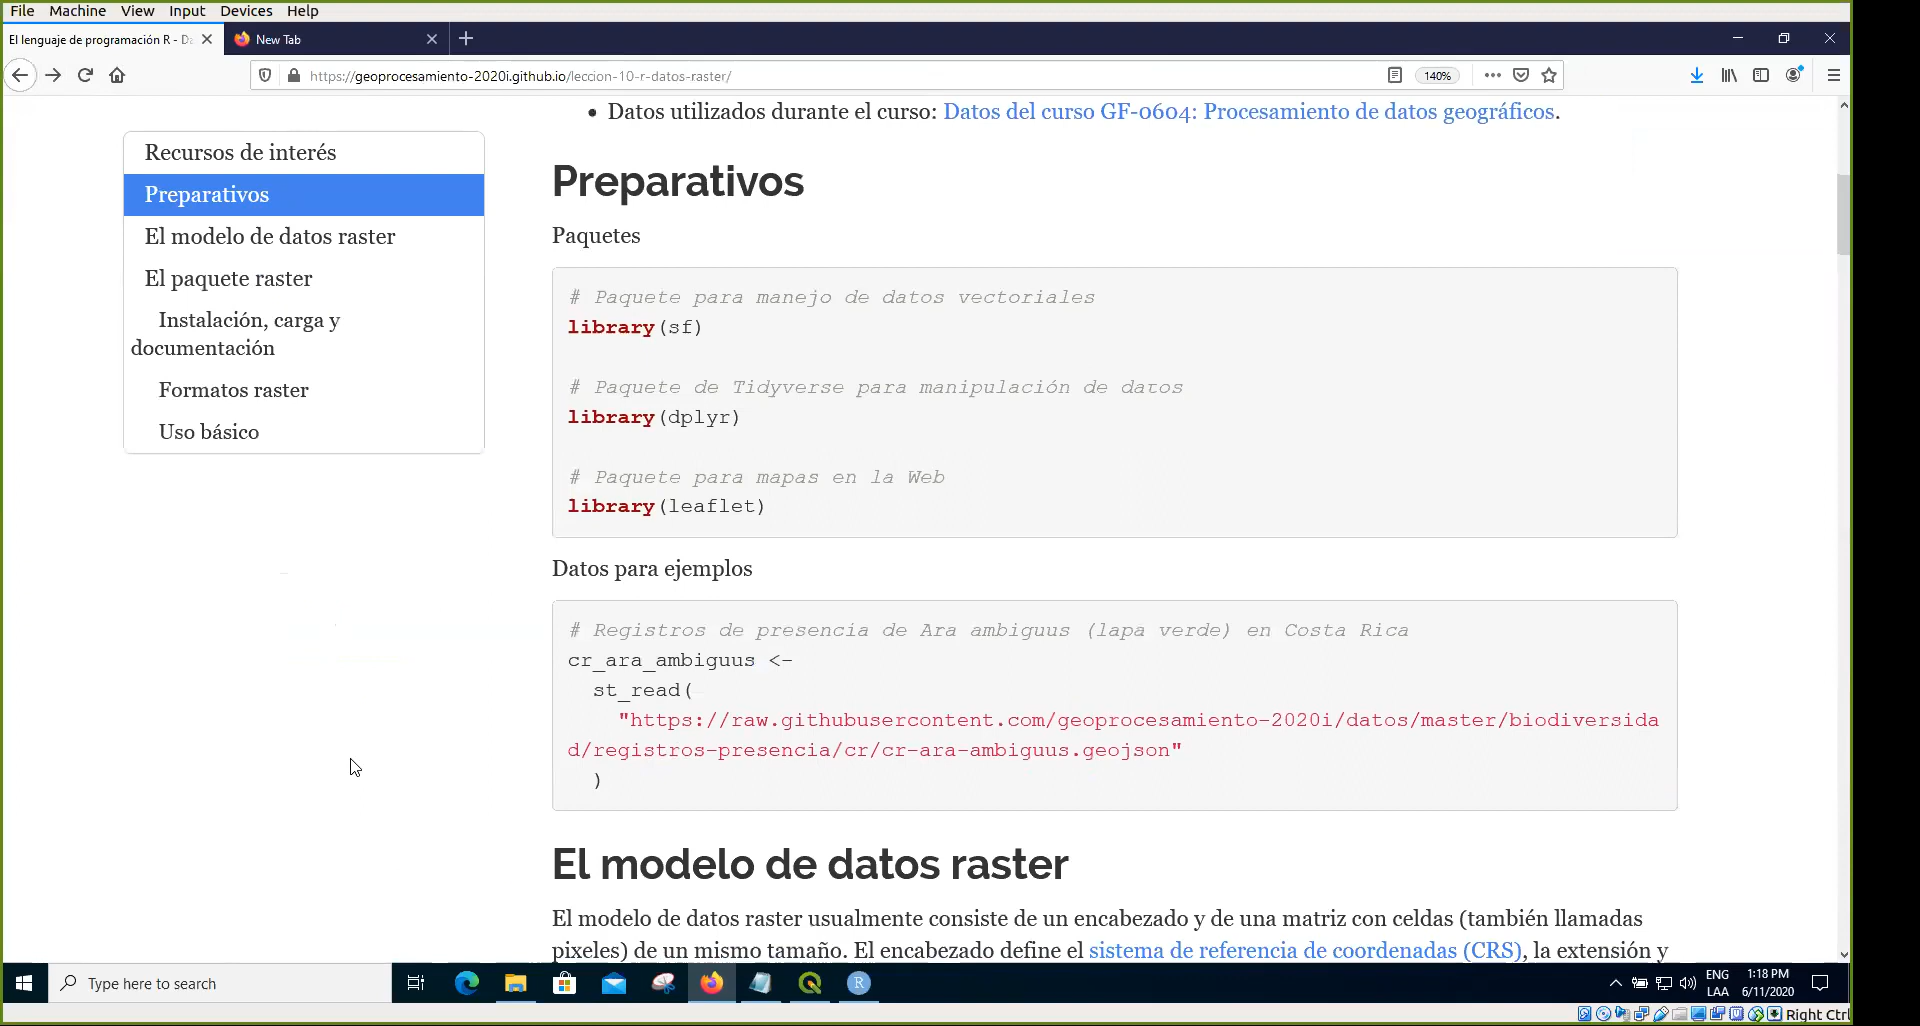 File Machine View Input Devices Help
El lenguaje de programación R - Da New Tab
https://geoprocesamiento-2020i.github.io/leccion-10-r-datos-raster/ 140%
Datos utilizados durante el curso: Datos del curso GF-0604: Procesamiento de datos geográficos.
Recursos de interés
Preparativos
El modelo de datos raster
El paquete raster
Instalación, carga y
documentación
Formatos raster
Uso básico
Preparativos
Paquetes
# Paquete para manejo de datos vectoriales
library(sf)
# Paquete de Tidyverse para manipulación de datos
library(dplyr)
# Paquete para mapas en la Web
library(leaflet)
Datos para ejemplos
# Registros de presencia de Ara ambiguus (lapa verde) en Costa Rica
cr_ara_ambiguus <-
st_read(
"https://raw.githubusercontent.com/geoprocesamiento-2020i/datos/master/biodiversida
d/registros-presencia/cr/cr-ara-ambiguus.geojson"
)
El modelo de datos raster
El modelo de datos raster usualmente consiste de un encabezado y de una matriz con celdas (también llamadas
pixeles) de un mismo tamaño. El encabezado define el sistema de referencia de coordenadas (CRS), la extensión y
Type here to search R ENG 1:18 PM
LAA 6/11/2020
Right Ctrl